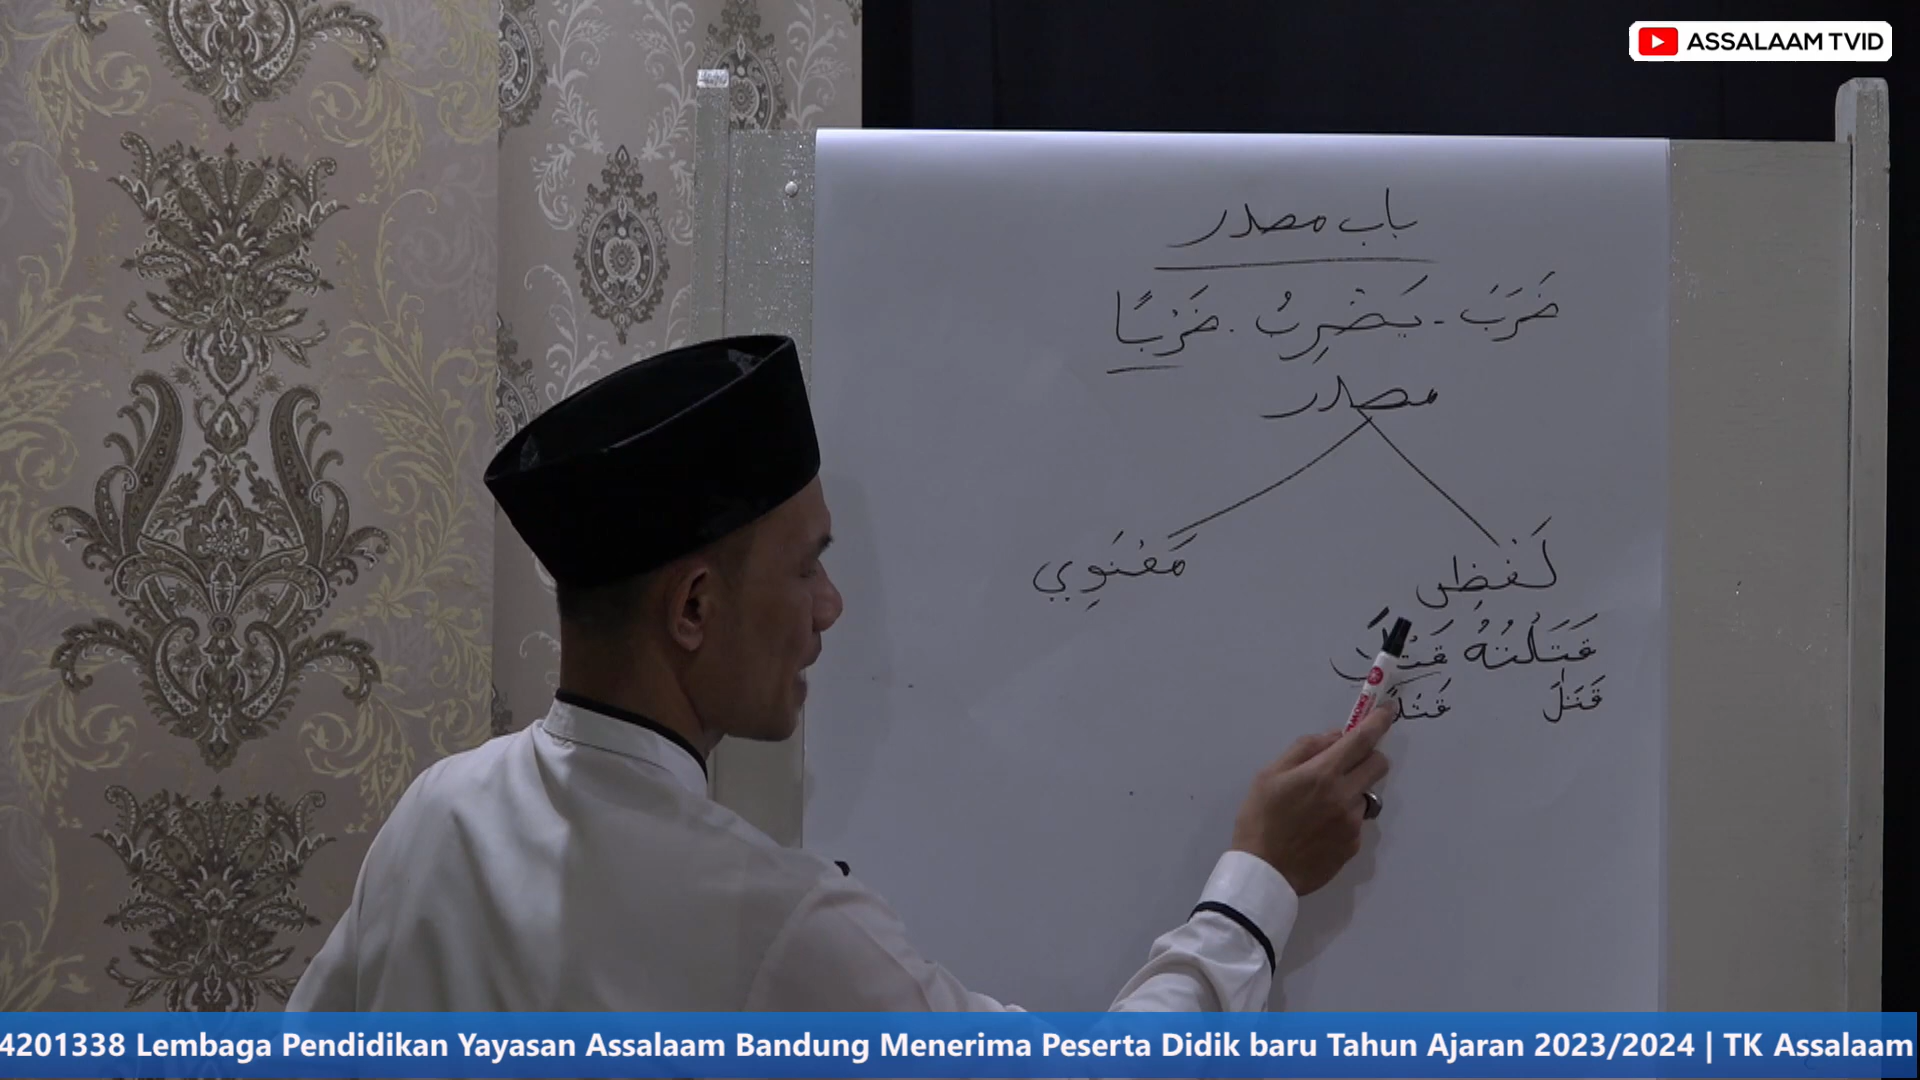 ASSALAAM TVID
باب مصدر
ضَرَبَ - يَضْرِبُ - ضَرْبًا
مصدر
لَفْظِي مَعْنَوِي
قَتَلْتُهُ قَتْلًا
قَتَلَ قَتْلًا
4201338 Lembaga Pendidikan Yayasan Assalaam Bandung Menerima Peserta Didik baru Tahun Ajaran 2023/2024 | TK Assalaam